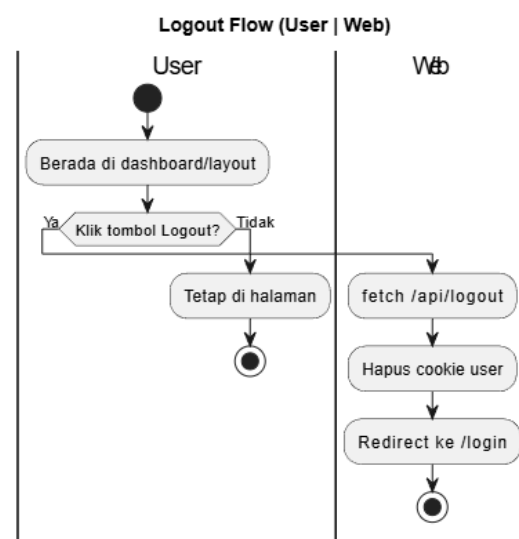 Logout Flow (User | Web)
User
Web
Berada di dashboard/layout
Ya
Klik tombol Logout?
Tidak
Tetap di halaman
fetch /api/logout
Hapus cookie user
Redirect ke /login